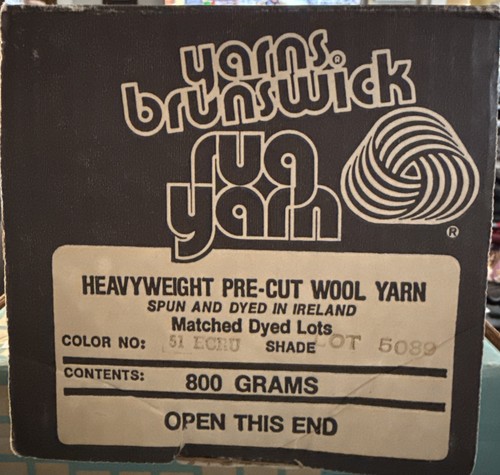 yarns®
brunswick
rug
yarn
®
HEAVYWEIGHT PRE-CUT WOOL YARN
SPUN AND DYED IN IRELAND
Matched Dyed Lots
COLOR NO: 51 ECRU SHADE LOT 5089
CONTENTS: 800 GRAMS
OPEN THIS END